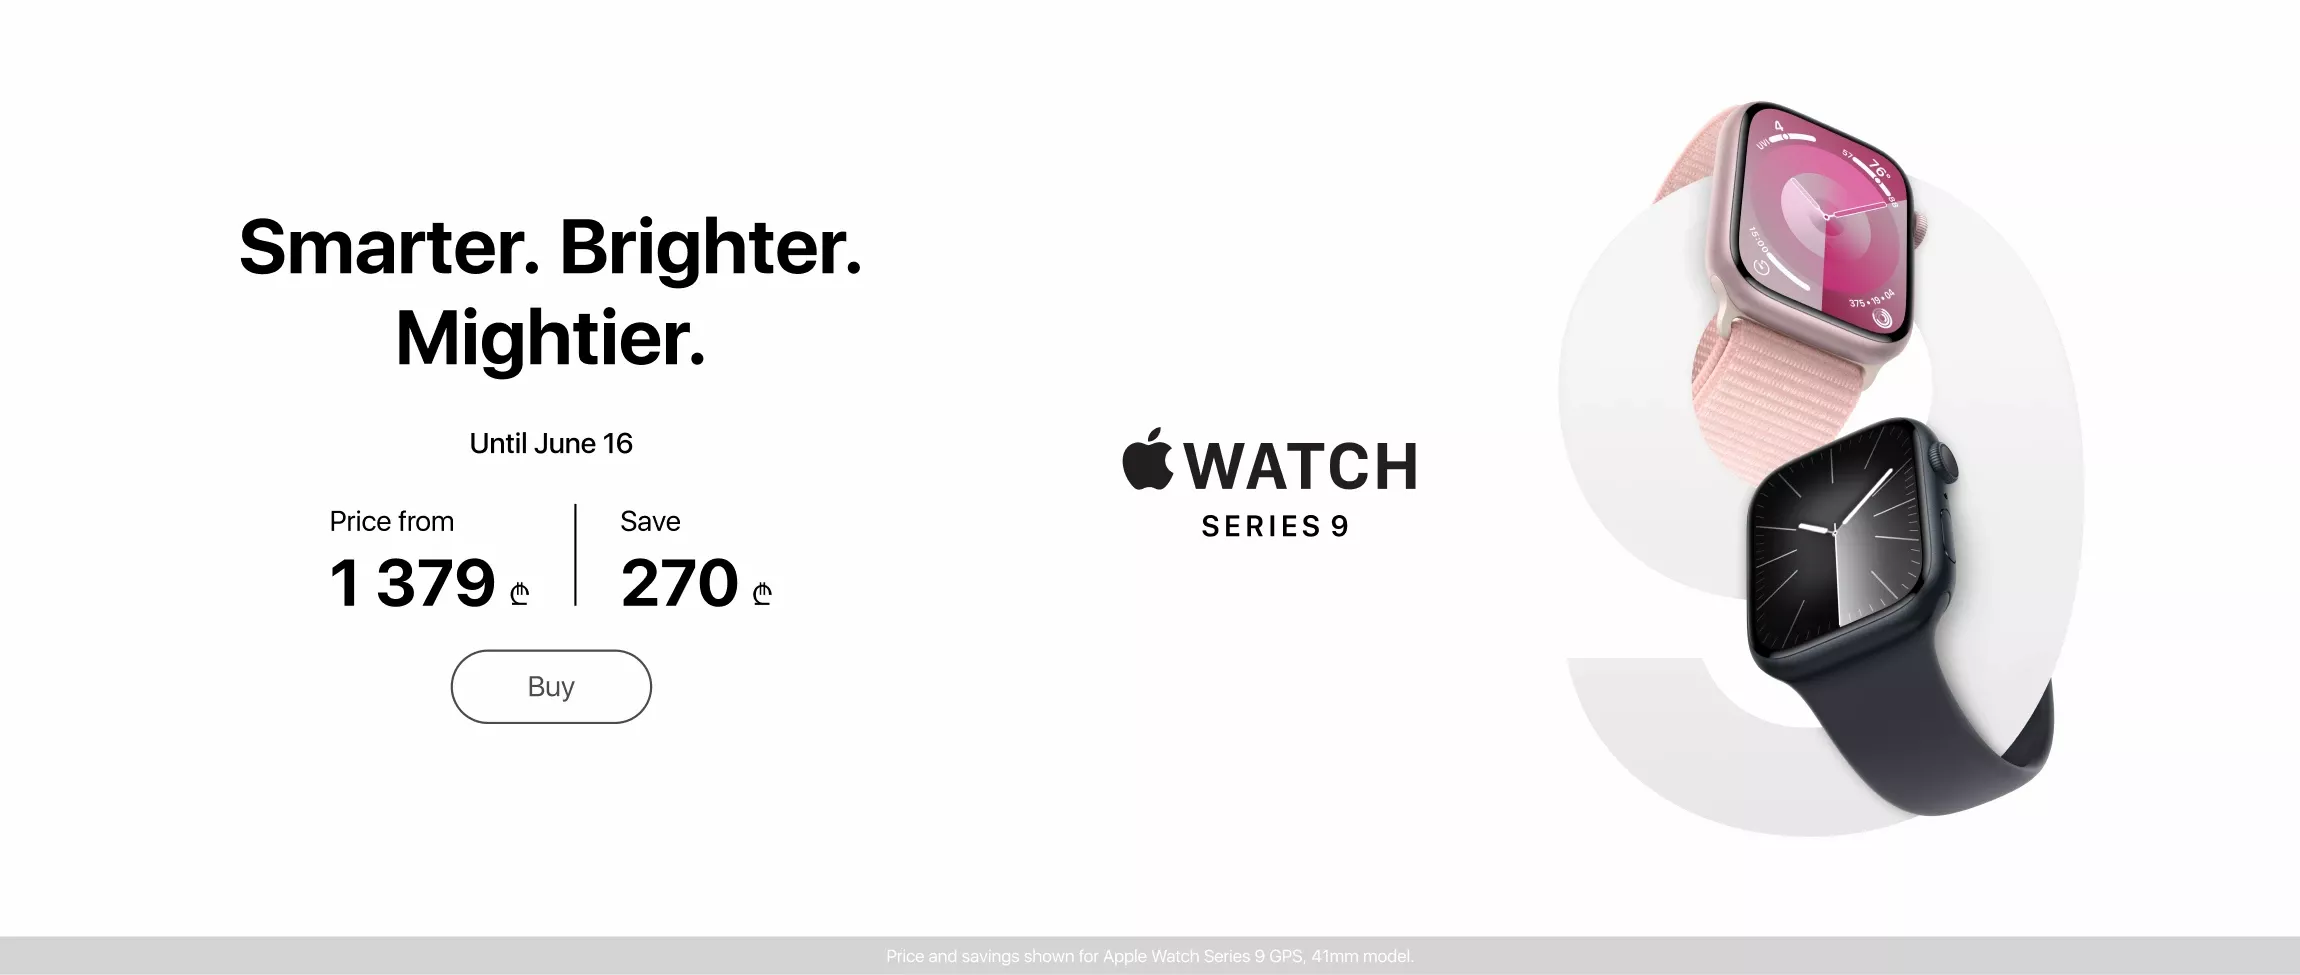 Smarter. Brighter.
Mightier.
Until June 16
Price from
1 379 ₾
Save
270 ₾
Buy
WATCH
SERIES 9
4
UVI
57
76°
88
15:00
375•19•04
Price and savings shown for Apple Watch Series 9 GPS, 41mm model.